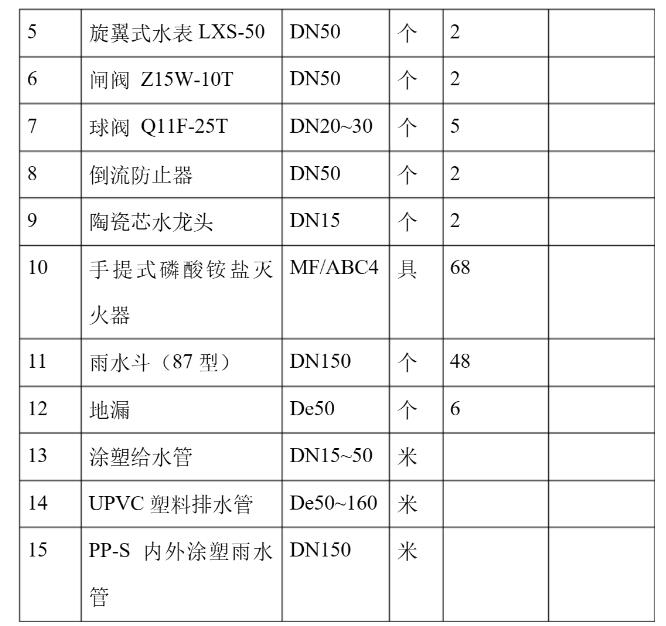 5 旋翼式水表 LXS-50 DN50 个 2
6 闸阀 Z15W-10T DN50 个 2
7 球阀 Q11F-25T DN20~30 个 5
8 倒流防止器 DN50 个 2
9 陶瓷芯水龙头 DN15 个 2
10 手提式磷酸铵盐灭 MF/ABC4 具 68
火器
11 雨水斗（87 型） DN150 个 48
12 地漏 De50 个 6
13 涂塑给水管 DN15~50 米
14 UPVC 塑料排水管 De50~160 米
15 PP-S 内外涂塑雨水 DN150 米
管